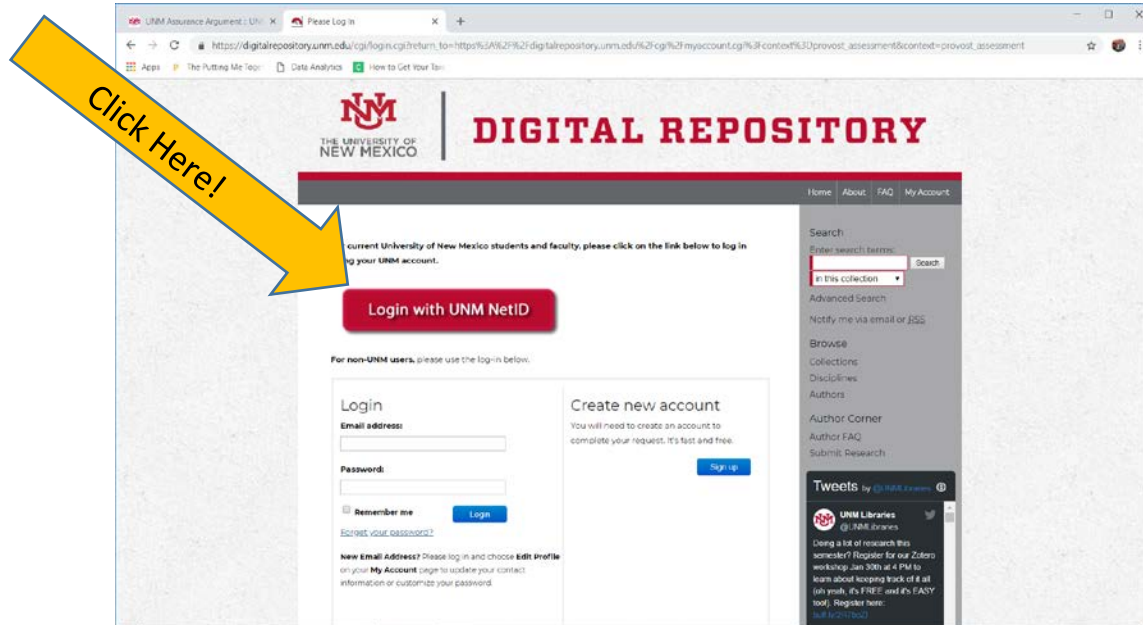 UNM Assurance Argument :: UN
Please Log In
https://digitalrepository.unm.edu/cgi/login.cgi?return_to=https%3A%2F%2Fdigitalrepository.unm.edu%2Fcgi%2Fmyaccount.cgi%3Fcontext%3Dprovost_assessment&context=provost_assessment
Apps
The Putting Me Toge
Data Analytics
How to Get Your Tax
Click Here!
UNM
THE UNIVERSITY OF
NEW MEXICO
DIGITAL REPOSITORY
Home About FAQ My Account
current University of New Mexico students and faculty, please click on the link below to log in
your UNM account.
Login with UNM NetID
For non-UNM users, please use the log-in below.
Login
Email address:
Password:
Remember me
Login
Forget your password?
New Email Address? Please log in and choose Edit Profile
on your My Account page to update your contact
information or customize your password.
Create new account
You will need to create an account to
complete your request. It's fast and free.
Sign up
Search
Enter search terms:
Search
in this collection
Advanced Search
Notify me via email or RSS
Browse
Collections
Disciplines
Authors
Author Corner
Author FAQ
Submit Research
Tweets by @UNMLibraries
UNM Libraries
@UNMLibraries
Doing a lot of research this
semester? Register for our Zotero
workshop Jan 30th at 4 PM to
learn about keeping track of it all
(oh yeah, it's FREE and it's EASY
too!). Register here: